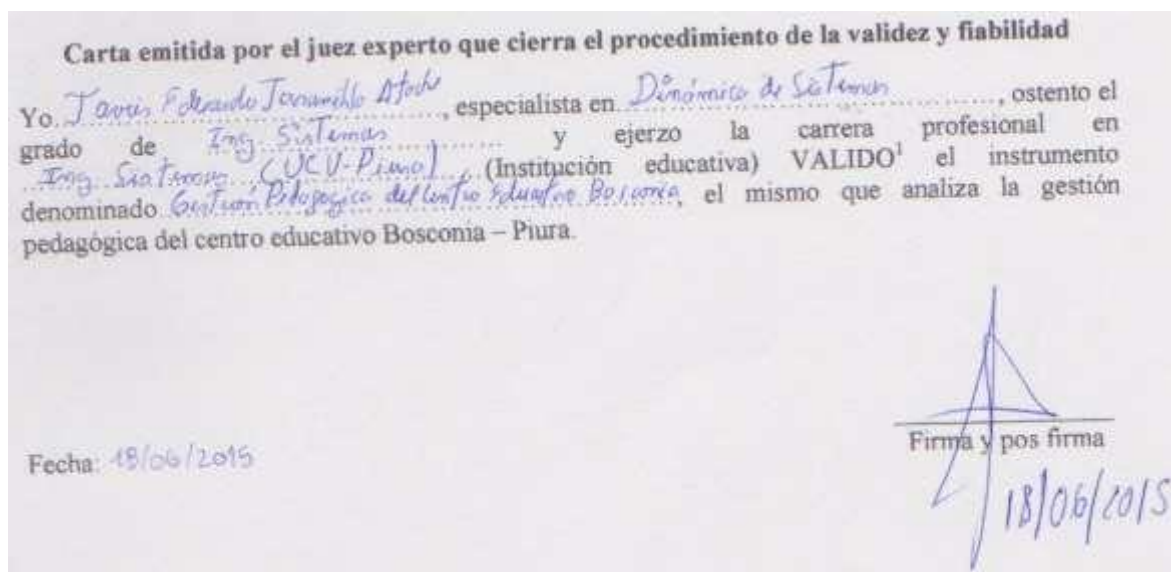 Carta emitida por el juez experto que cierra el procedimiento de la validez y fiabilidad
Yo Eduardo Jaramillo Atoche, especialista en Dinámica de Sistemas, ostento el
grado de Ing. Sistemas y ejerzo la carrera profesional en
Ing. Sistemas (UCV-Piura), (Institución educativa) VALIDO¹ el instrumento
denominado Gestión Pedagógica del Centro Educativo Bosconia, el mismo que analiza la gestión
pedagógica del centro educativo Bosconia – Piura.
Firma y pos firma
Fecha: 18/06/2015
18/06/2015